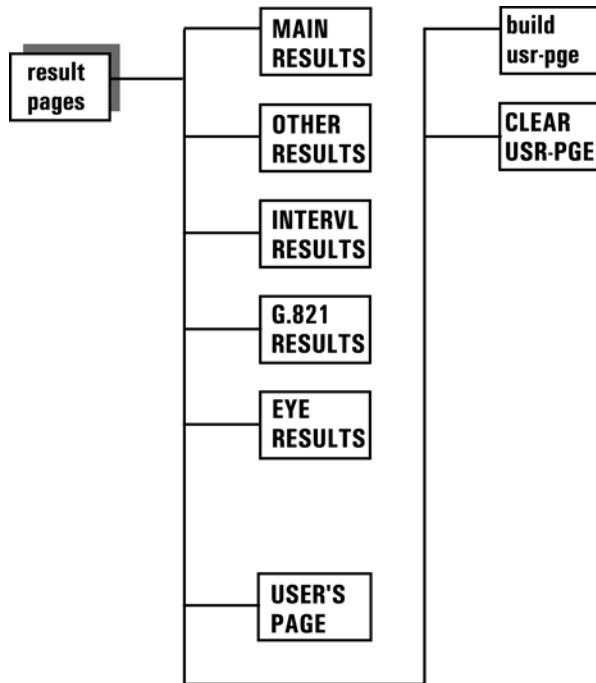 result
pages
MAIN
RESULTS
OTHER
RESULTS
INTERVL
RESULTS
G.821
RESULTS
EYE
RESULTS
USER'S
PAGE
build
usr-pge
CLEAR
USR-PGE